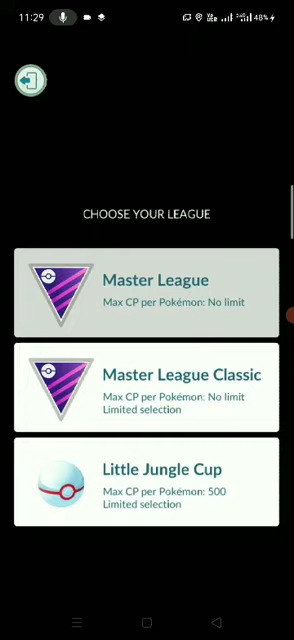 11:29
48%
CHOOSE YOUR LEAGUE
Master League
Max CP per Pokémon: No limit
Master League Classic
Max CP per Pokémon: No limit
Limited selection
Little Jungle Cup
Max CP per Pokémon: 500
Limited selection